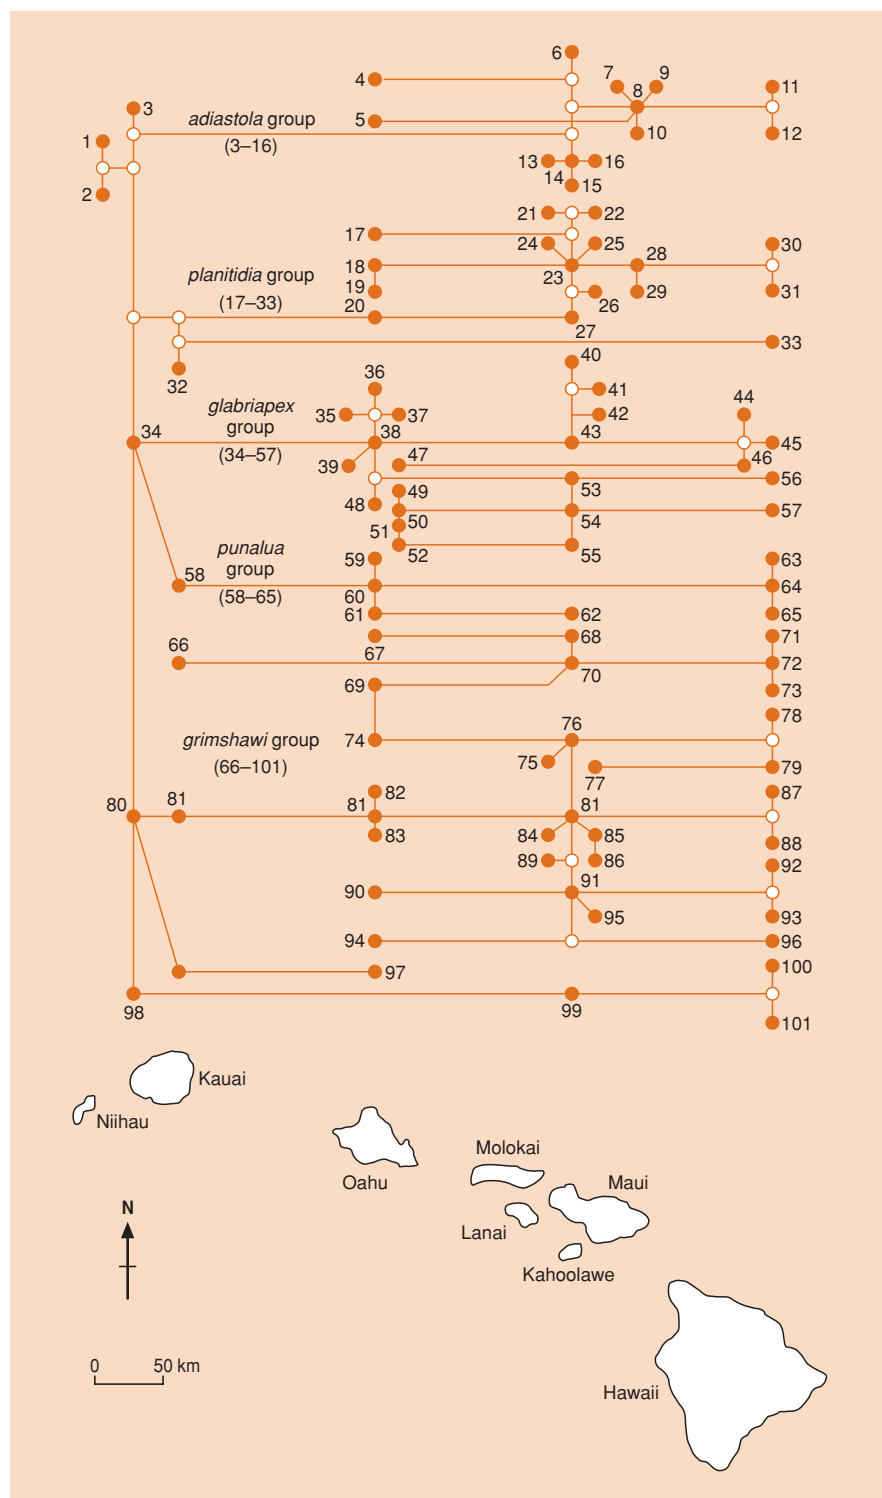 6
7 9
4 8 11
3
adiastola group 5
1 (3–16) 10 12
13 16
2 14 15
21 22
17 24 25
28 30
planitidia group 18
(17–33) 19 23 29 31
20 26
27 33
32 36 40
glabriapex 35 37 41 44
group 42
34 (34–57) 38 43 45
39 47 46
56
48 49 53
50 57
51 54
punalua 52 55
group 59 63
58 (58–65) 60 64
61 62 65
68 71
66 67 72
70
69 73
76 78
grimshawi group 74
(66–101) 75 79
77
82 87
80 81 81 81
83 84 85 88
89 86 92
91
90 93
95
94 96
97 100
98 99 101
Kauai
Niihau
Molokai
Oahu Maui
N
Lanai
Kahoolawe
0 50 km
Hawaii